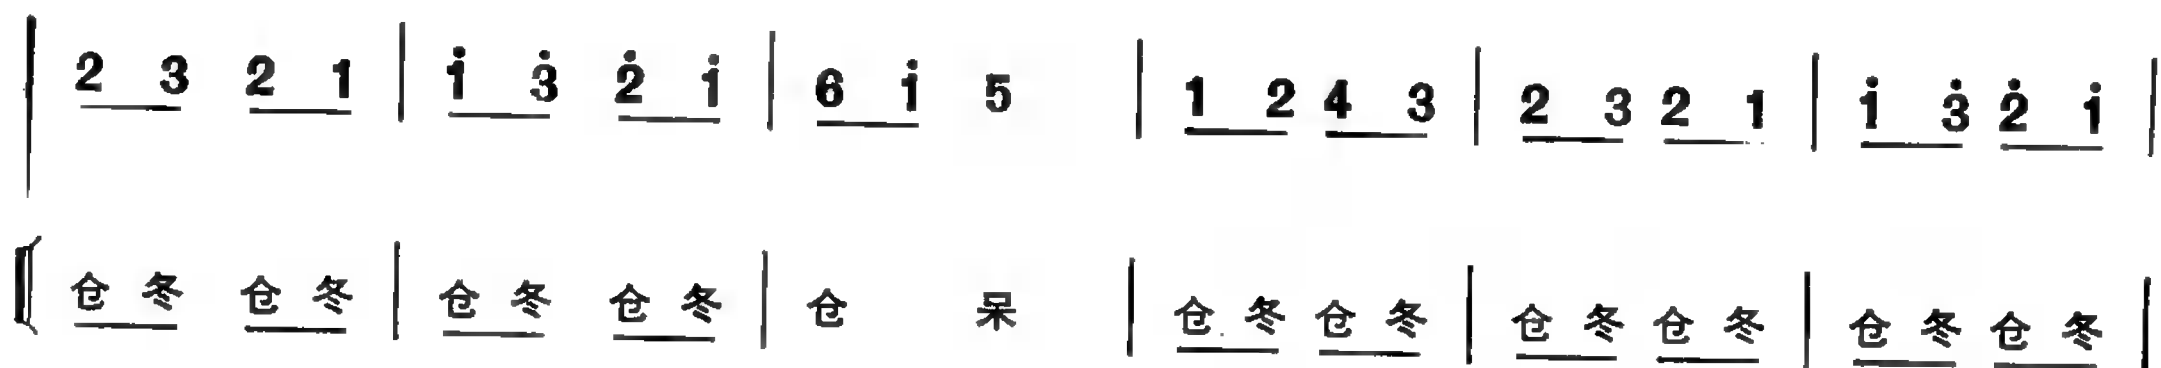 2 3 2 1 | i̇ 3̇ 2̇ i̇ | 6 i̇ 5 | 1 2 4 3 | 2 3 2 1 | i̇ 3̇ 2̇ i̇ |
仓 冬 仓 冬 | 仓 冬 仓 冬 | 仓 呆 | 仓 冬 仓 冬 | 仓 冬 仓 冬 | 仓 冬 仓 冬 |